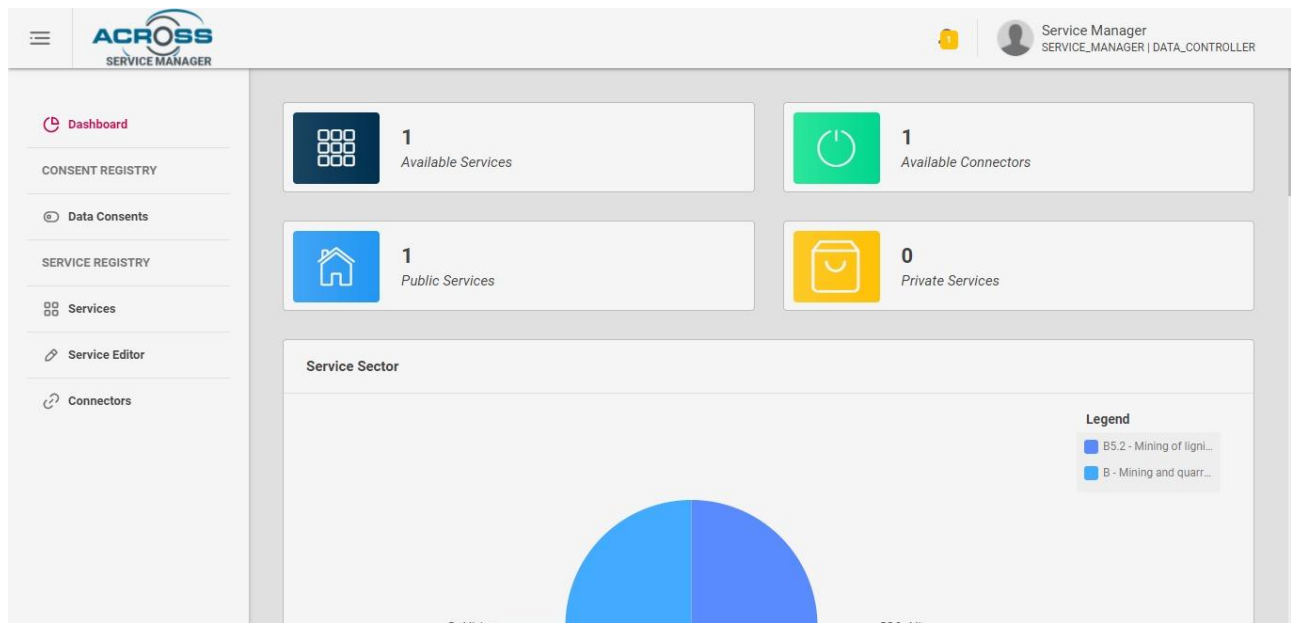 ACROSS
SERVICE MANAGER
1
Service Manager
SERVICE_MANAGER | DATA_CONTROLLER
Dashboard
CONSENT REGISTRY
Data Consents
SERVICE REGISTRY
Services
Service Editor
Connectors
1
Available Services
1
Available Connectors
1
Public Services
0
Private Services
Service Sector
Legend
B5.2 - Mining of ligni...
B - Mining and quarr...